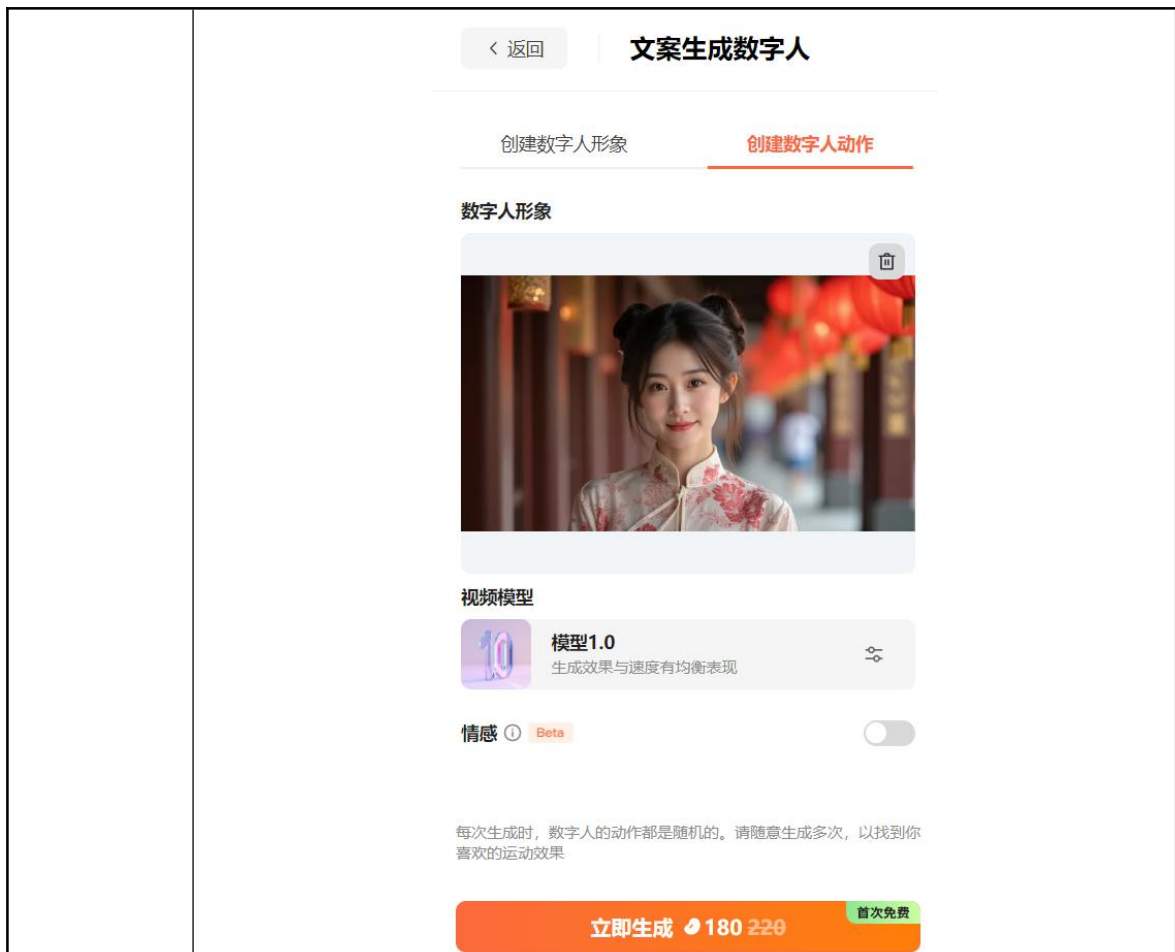 返回
文案生成数字人
创建数字人形象
创建数字人动作
数字人形象
视频模型
10
模型1.0
生成效果与速度有均衡表现
情感 Beta
每次生成时，数字人的动作都是随机的。请随意生成多次，以找到你
喜欢的运动效果
首次免费
立即生成 180 220